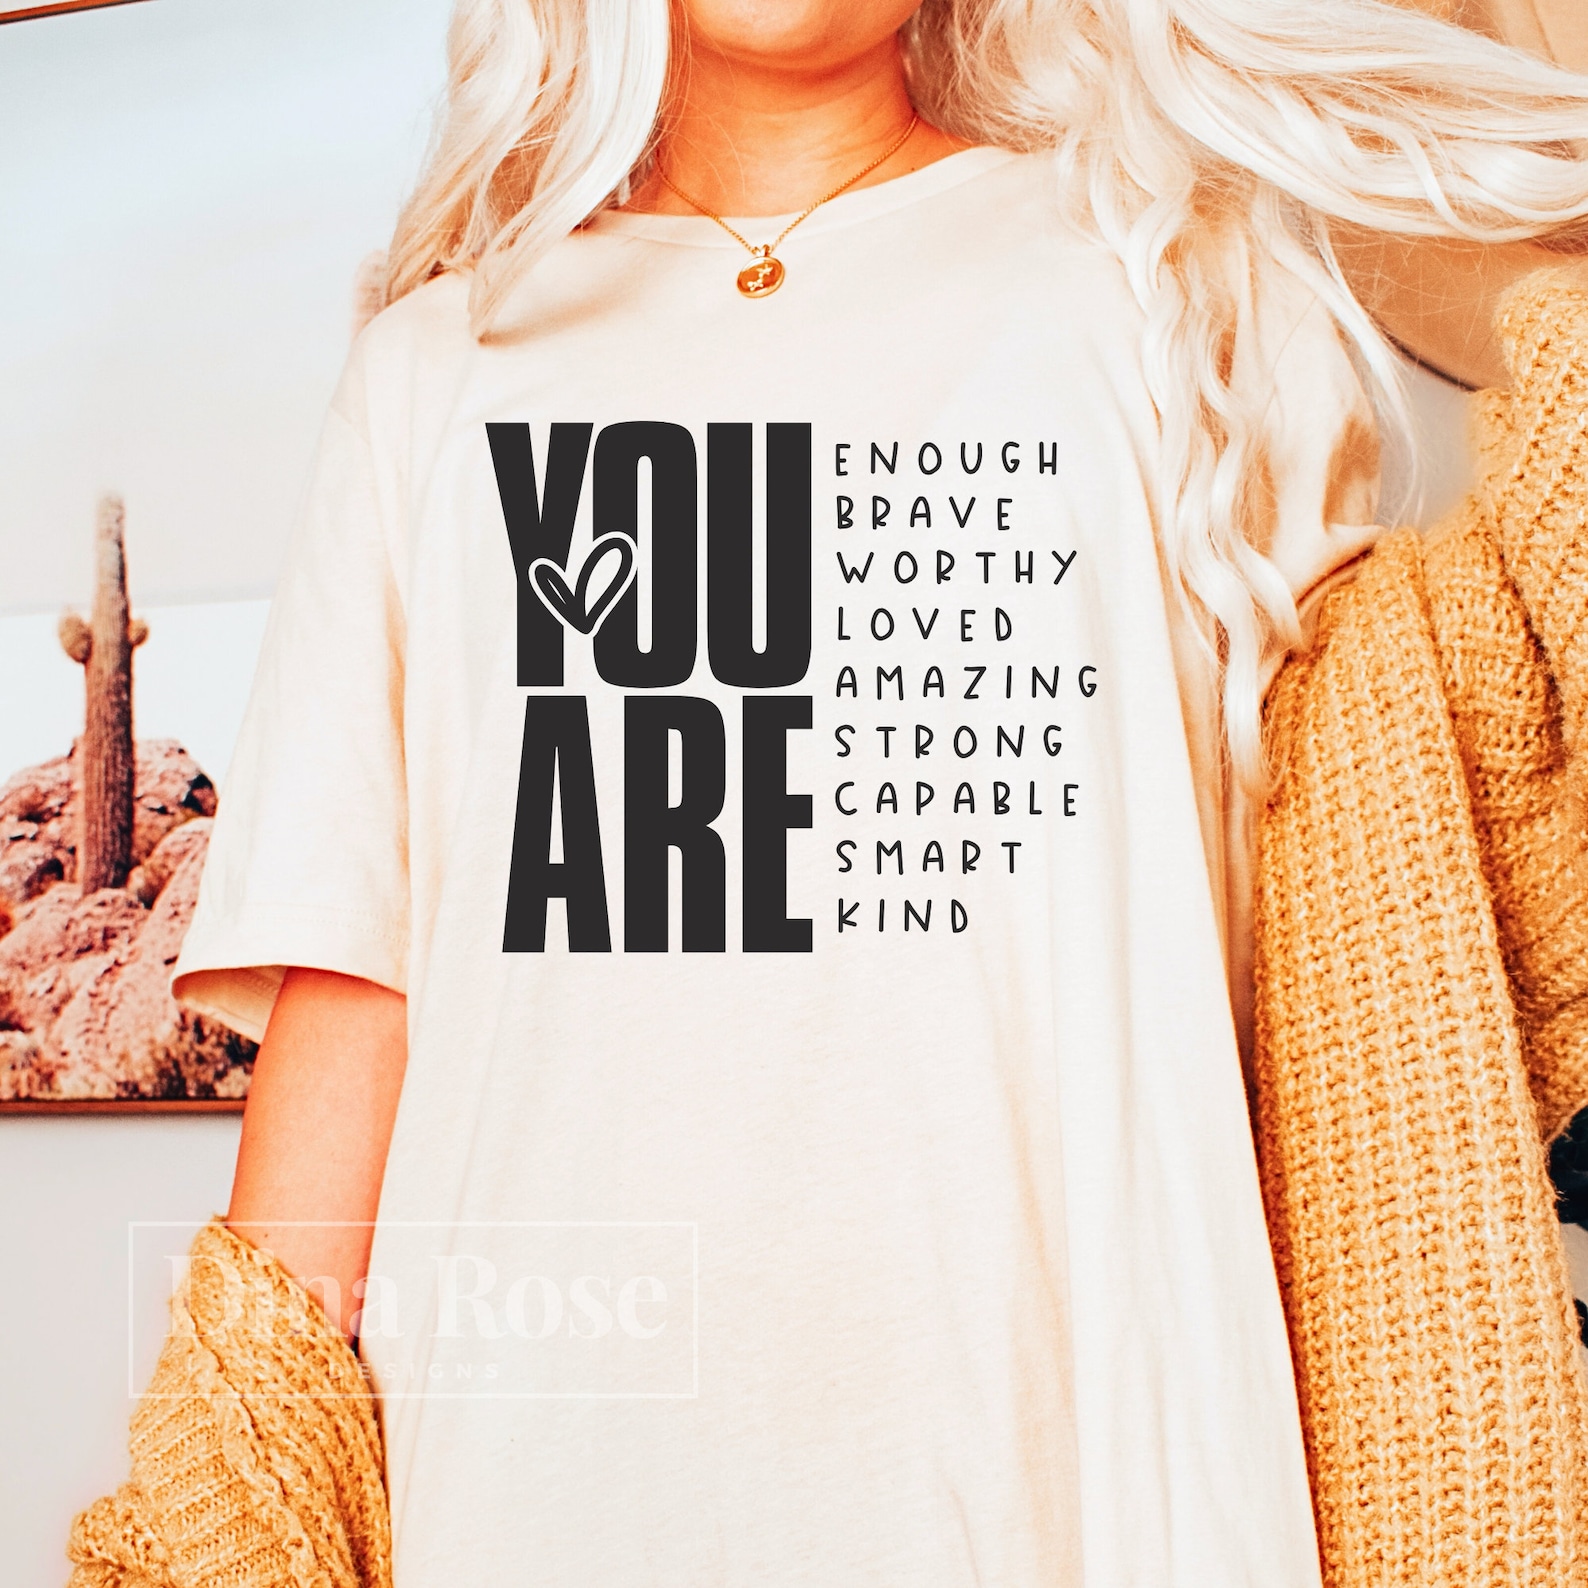 YOU
ARE
ENOUGH
BRAVE
WORTHY
LOVED
AMAZING
STRONG
CAPABLE
SMART
KIND
Dina Rose
DESIGNS